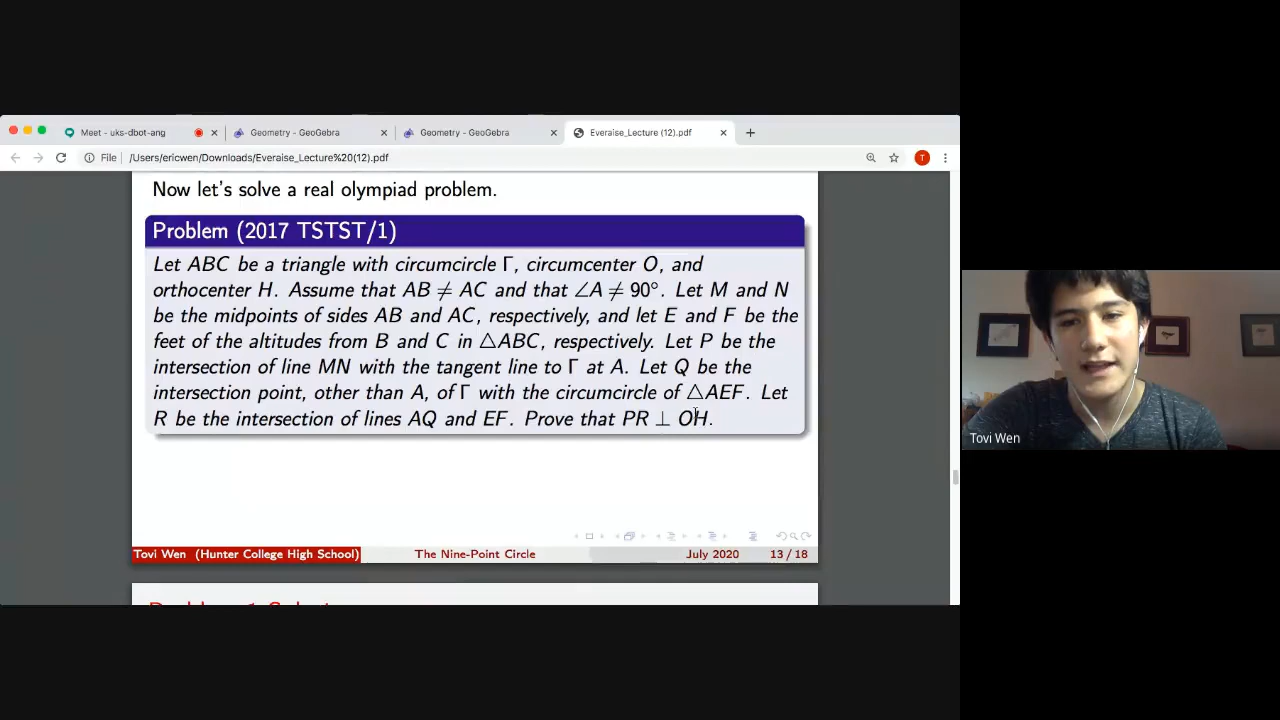 Meet - uks-dbot-ang
Geometry - GeoGebra
Geometry - GeoGebra
Everaise_Lecture (12).pdf
File
/Users/ericwen/Downloads/Everaise_Lecture%20(12).pdf
T
Now let's solve a real olympiad problem.
Problem (2017 TSTST/1)
Let ABC be a triangle with circumcircle Γ, circumcenter O, and
orthocenter H. Assume that AB ≠ AC and that ∠A ≠ 90°. Let M and N
be the midpoints of sides AB and AC, respectively, and let E and F be the
feet of the altitudes from B and C in △ABC, respectively. Let P be the
intersection of line MN with the tangent line to Γ at A. Let Q be the
intersection point, other than A, of Γ with the circumcircle of △AEF. Let
R be the intersection of lines AQ and EF. Prove that PR ⊥ OH.
Tovi Wen (Hunter College High School)
The Nine-Point Circle
July 2020
13 / 18
Tovi Wen